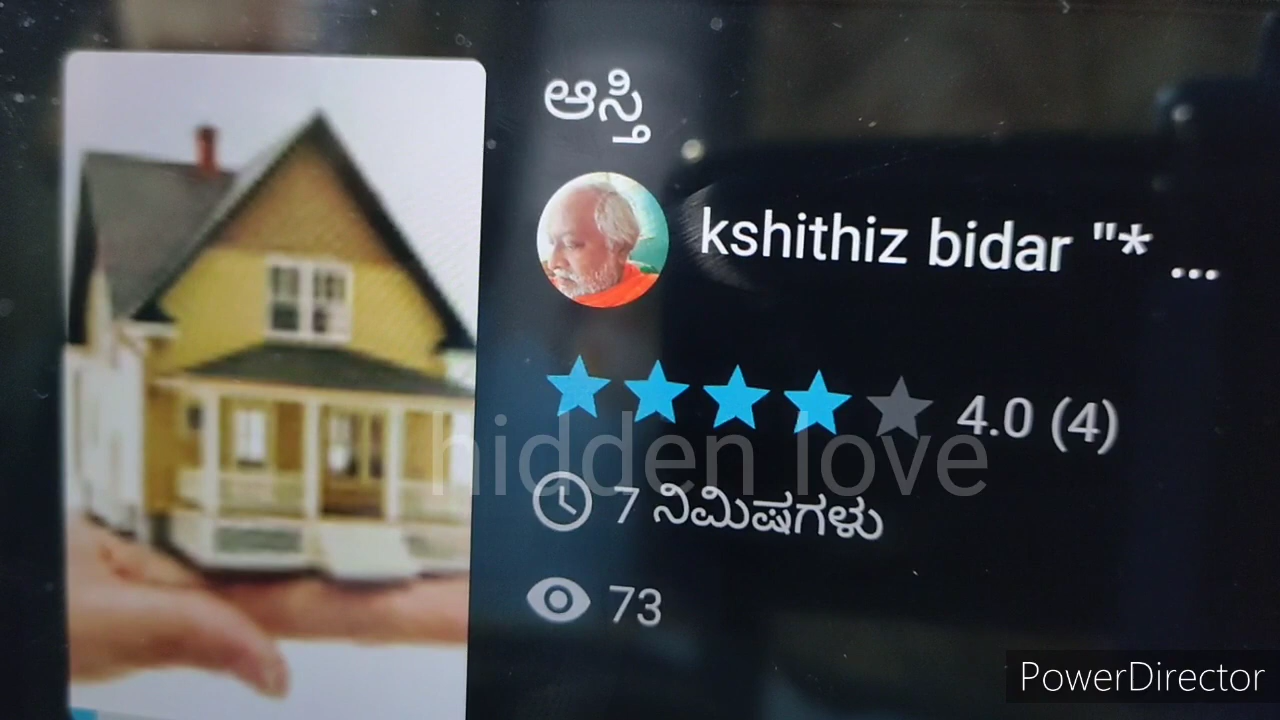 ಆಸ್ತಿ
kshithiz bidar "* ...
4.0 (4)
hidden love
7 ನಿಮಿಷಗಳು
73
PowerDirector